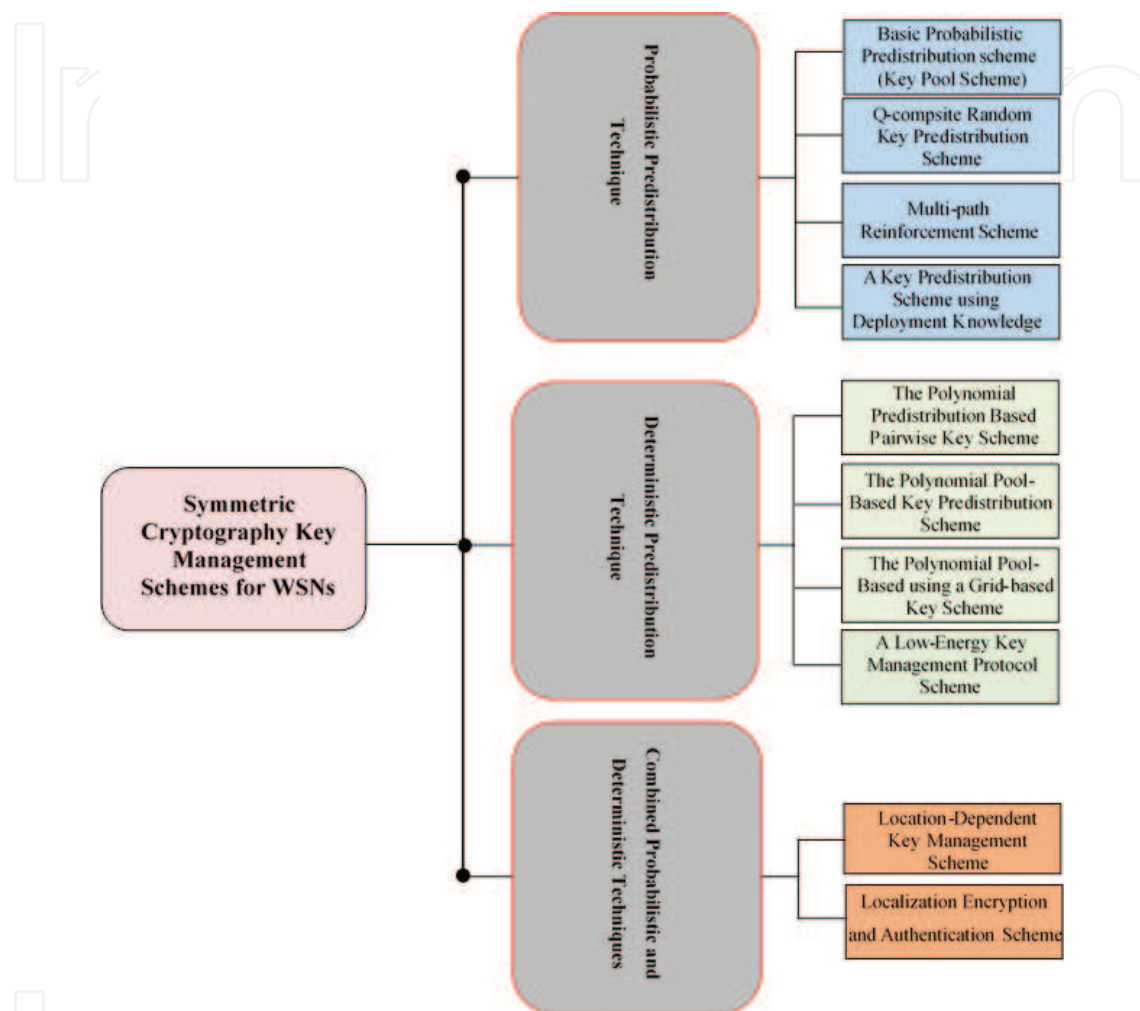 Symmetric
Cryptography Key
Management
Schemes for WSNs
Probabilistic Predistribution
Technique
Basic Probabilistic
Predistribution scheme
(Key Pool Scheme)
Q-compsite Random
Key Predistribution
Scheme
Multi-path
Reinforcement Scheme
A Key Predistribution
Scheme using
Deployment Knowledge
Deterministic Predistribution
Technique
The Polynomial
Predistribution Based
Pairwise Key Scheme
The Polynomial Pool-
Based Key Predistribution
Scheme
The Polynomial Pool-
Based using a Grid-based
Key Scheme
A Low-Energy Key
Management Protocol
Scheme
Combined Probabilistic and
Deterministic Techniques
Location-Dependent
Key Management
Scheme
Localization Encryption
and Authentication Scheme